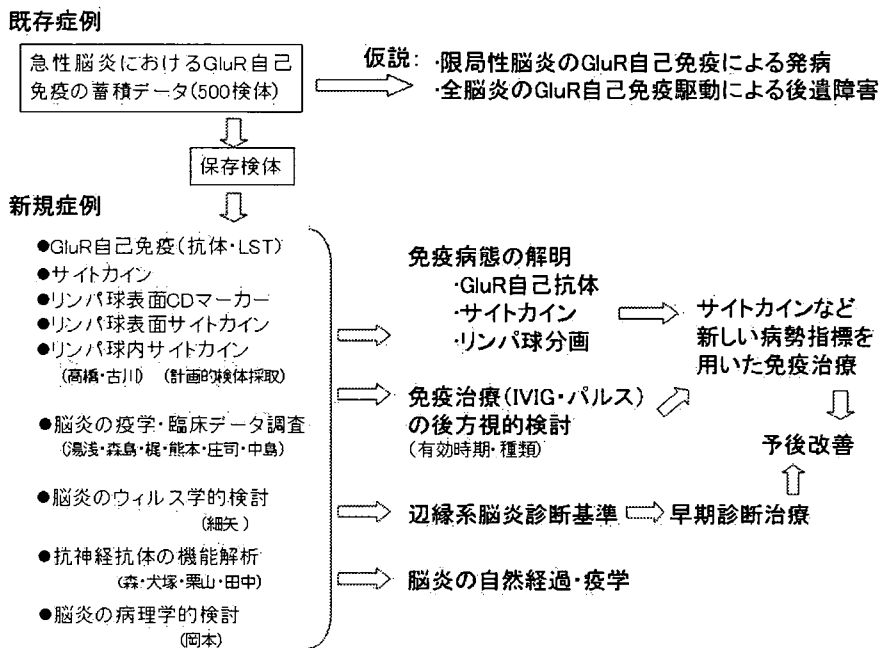 既存症例
急性脳炎におけるGluR自己
免疫の蓄積データ(500検体)
仮説：
・限局性脳炎のGluR自己免疫による発病
・全脳炎のGluR自己免疫駆動による後遺障害
保存検体
新規症例
●GluR自己免疫(抗体・LST)
●サイトカイン
●リンパ球表面CDマーカー
●リンパ球表面サイトカイン
●リンパ球内サイトカイン
(高橋・古川) (計画的検体採取)
●脳炎の疫学・臨床データ調査
(湯浅・森島・梶・熊本・庄司・中島)
●脳炎のウィルス学的検討
(細矢)
●抗神経抗体の機能解析
(森・犬塚・栗山・田中)
●脳炎の病理学的検討
(岡本)
免疫病態の解明
・GluR自己抗体
・サイトカイン
・リンパ球分画
免疫治療(IVIG・パルス)
の後方視的検討
(有効時期・種類)
辺縁系脳炎診断基準
早期診断治療
脳炎の自然経過・疫学
サイトカインなど
新しい病勢指標を
用いた免疫治療
予後改善